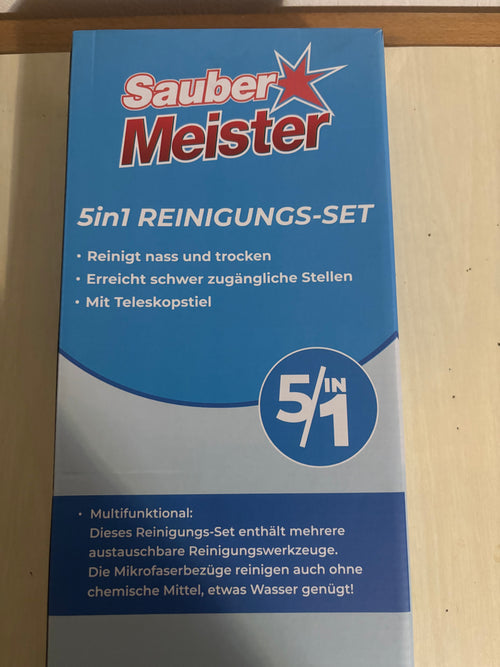 Sauber
Meister
5in1 REINIGUNGS-SET
• Reinigt nass und trocken
• Erreicht schwer zugängliche Stellen
• Mit Teleskopstiel
5/IN 1
• Multifunktional:
Dieses Reinigungs-Set enthält mehrere
austauschbare Reinigungswerkzeuge.
Die Mikrofaserbezüge reinigen auch ohne
chemische Mittel, etwas Wasser genügt!